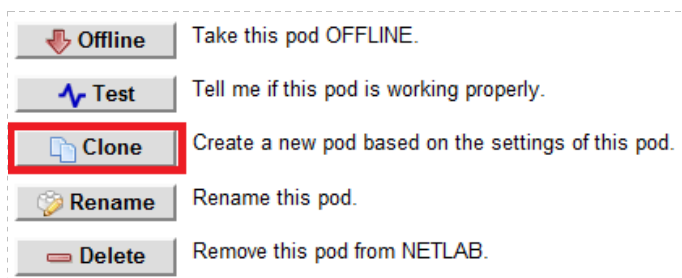 Offline Take this pod OFFLINE.
Test Tell me if this pod is working properly.
Clone Create a new pod based on the settings of this pod.
Rename Rename this pod.
Delete Remove this pod from NETLAB.